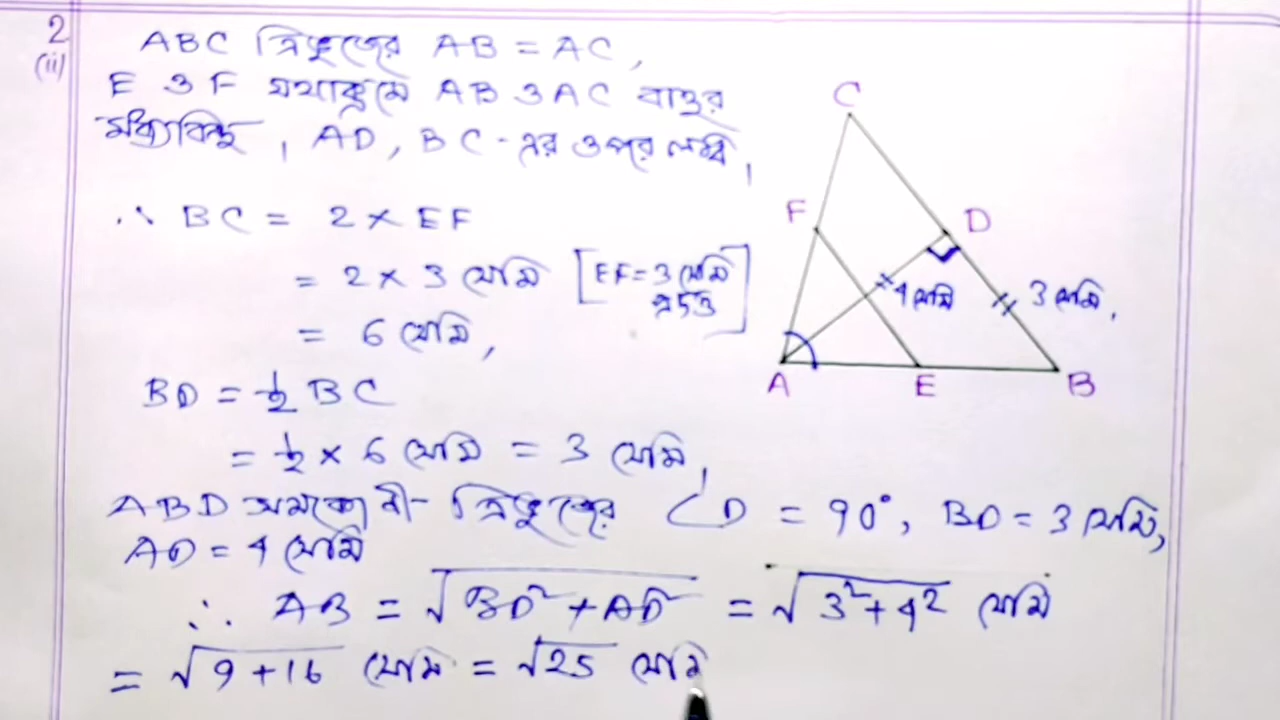 2
(ii)
ABC ত্রিভুজের AB = AC,
E ও F যথাক্রমে AB ও AC বাহুর
মধ্যবিন্দু, AD, BC-এর ওপরে লম্ব,
∴ BC = 2 × EF
= 2 × 3 সেমি [EF = 3 সেমি
প্রদত্ত]
= 6 সেমি,
BD = ½ BC
= ½ × 6 সেমি = 3 সেমি,
ABD সমকোণী ত্রিভুজের ∠D = 90°, BD = 3 সেমি,
AD = 4 সেমি
∴ AB = √BD² + AD² = √3² + 4² সেমি
= √9 + 16 সেমি = √25 সেমি
C
F
D
4 সেমি
3 সেমি,
A
E
B